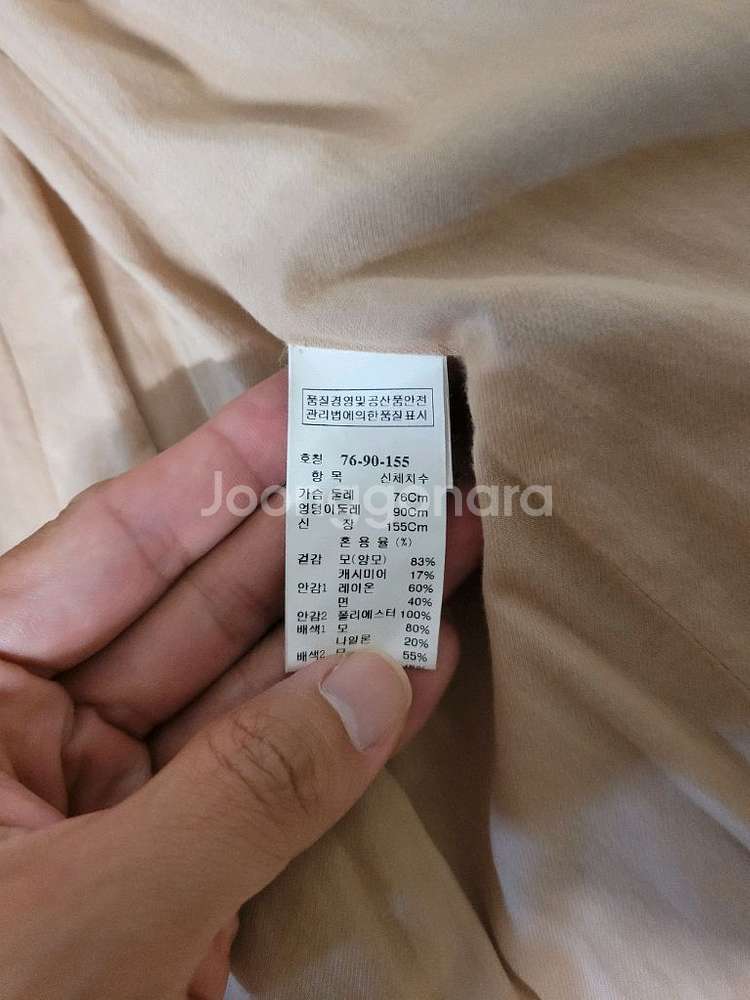 품질경영및공산품안전
관리법에의한품질표시
호칭 76-90-155
항 목 신체치수
가슴 둘레 76Cm
엉덩이둘레 90Cm
신 장 155Cm
혼 용 율 (%)
겉감 모(양모) 83%
캐시미어 17%
안감1 레이온 60%
면 40%
안감2 폴리에스터 100%
배색1 모 80%
나일론 20%
배색2 55%
Joonggonara